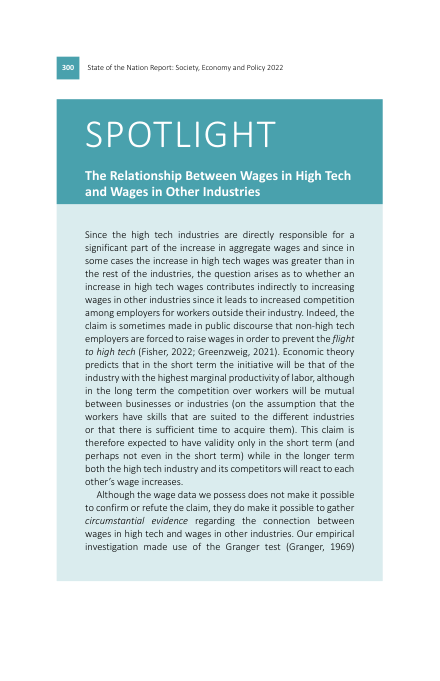 300
State of the Nation Report: Society, Economy and Policy 2022
SPOTLIGHT
The Relationship Between Wages in High Tech
and Wages in Other Industries
Since the high tech industries are directly responsible for a
significant part of the increase in aggregate wages and since in
some cases the increase in high tech wages was greater than in
the rest of the industries, the question arises as to whether an
increase in high tech wages contributes indirectly to increasing
wages in other industries since it leads to increased competition
among employers for workers outside their industry. Indeed, the
claim is sometimes made in public discourse that non-high tech
employers are forced to raise wages in order to prevent the flight
to high tech (Fisher, 2022; Greenzweig, 2021). Economic theory
predicts that in the short term the initiative will be that of the
industry with the highest marginal productivity of labor, although
in the long term the competition over workers will be mutual
between businesses or industries (on the assumption that the
workers have skills that are suited to the different industries
or that there is sufficient time to acquire them). This claim is
therefore expected to have validity only in the short term (and
perhaps not even in the short term) while in the longer term
both the high tech industry and its competitors will react to each
other's wage increases.
Although the wage data we possess does not make it possible
to confirm or refute the claim, they do make it possible to gather
circumstantial evidence regarding the connection between
wages in high tech and wages in other industries. Our empirical
investigation made use of the Granger test (Granger, 1969)